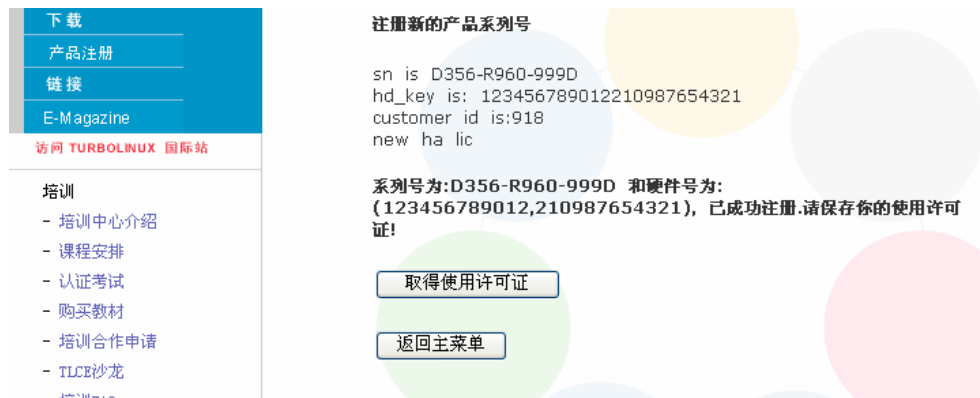 下载
产品注册
链接
E-Magazine
访问 TURBOLINUX 国际站
培训
- 培训中心介绍
- 课程安排
- 认证考试
- 购买教材
- 培训合作申请
- TLCE沙龙
注册新的产品系列号
sn is D356-R960-999D
hd_key is: 123456789012210987654321
customer id is:918
new ha lic
系列号为:D356-R960-999D 和硬件号为:
(123456789012,210987654321), 已成功注册.请保存你的使用许可
证!
取得使用许可证
返回主菜单